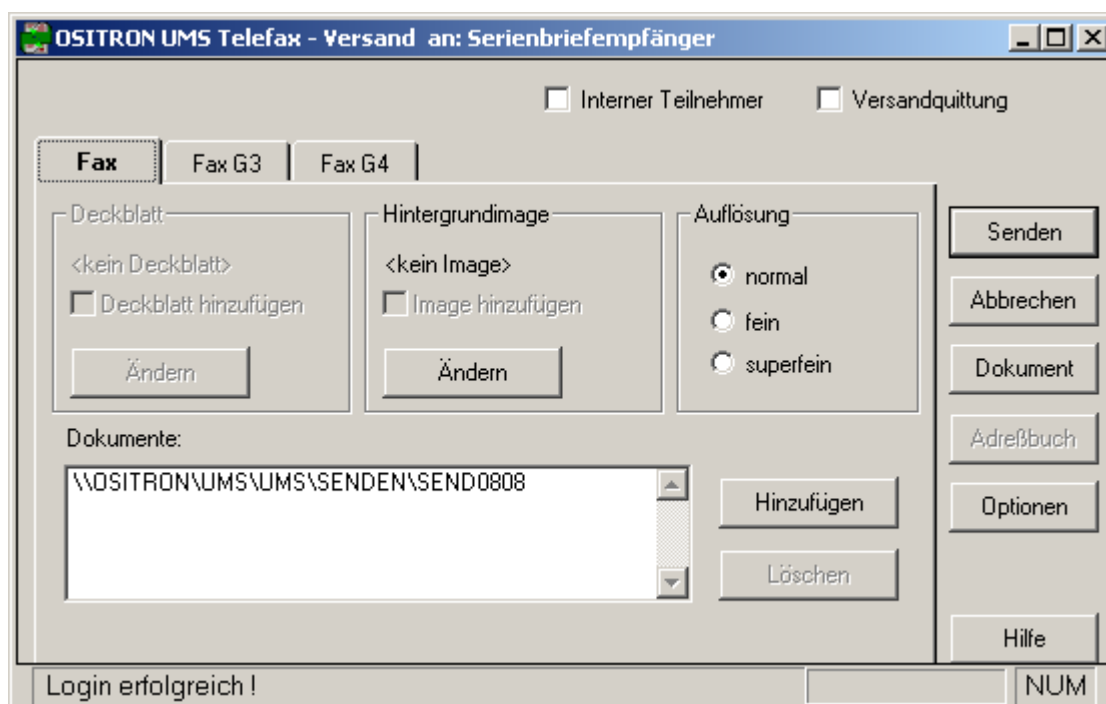 OSITRON UMS Telefax - Versand an: Serienbriefempfänger
Interner Teilnehmer Versandquittung
Fax Fax G3 Fax G4
Deckblatt Hintergrundimage Auflösung
<kein Deckblatt> <kein Image> normal
Deckblatt hinzufügen Image hinzufügen fein
Ändern Ändern superfein
Dokumente:
\\OSITRON\UMS\UMS\SENDEN\SEND0808
Hinzufügen
Löschen
Senden
Abbrechen
Dokument
Adreßbuch
Optionen
Hilfe
Login erfolgreich ! NUM